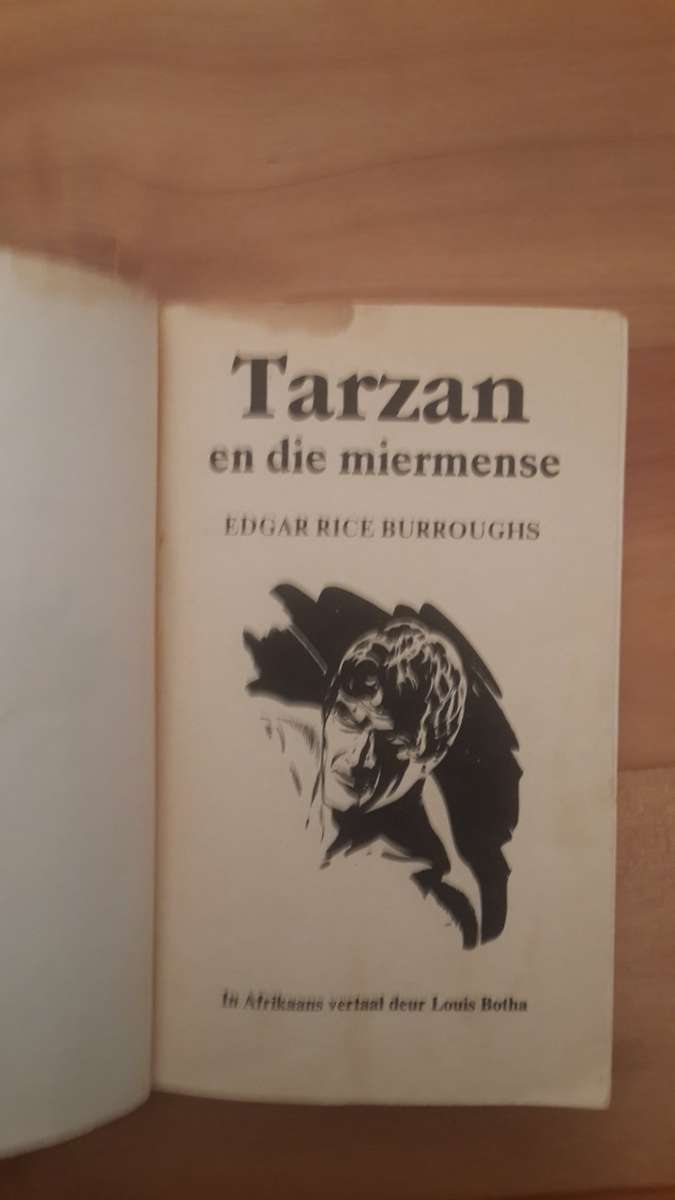 Tarzan
en die miermense
EDGAR RICE BURROUGHS
In Afrikaans vertaal deur Louis Botha